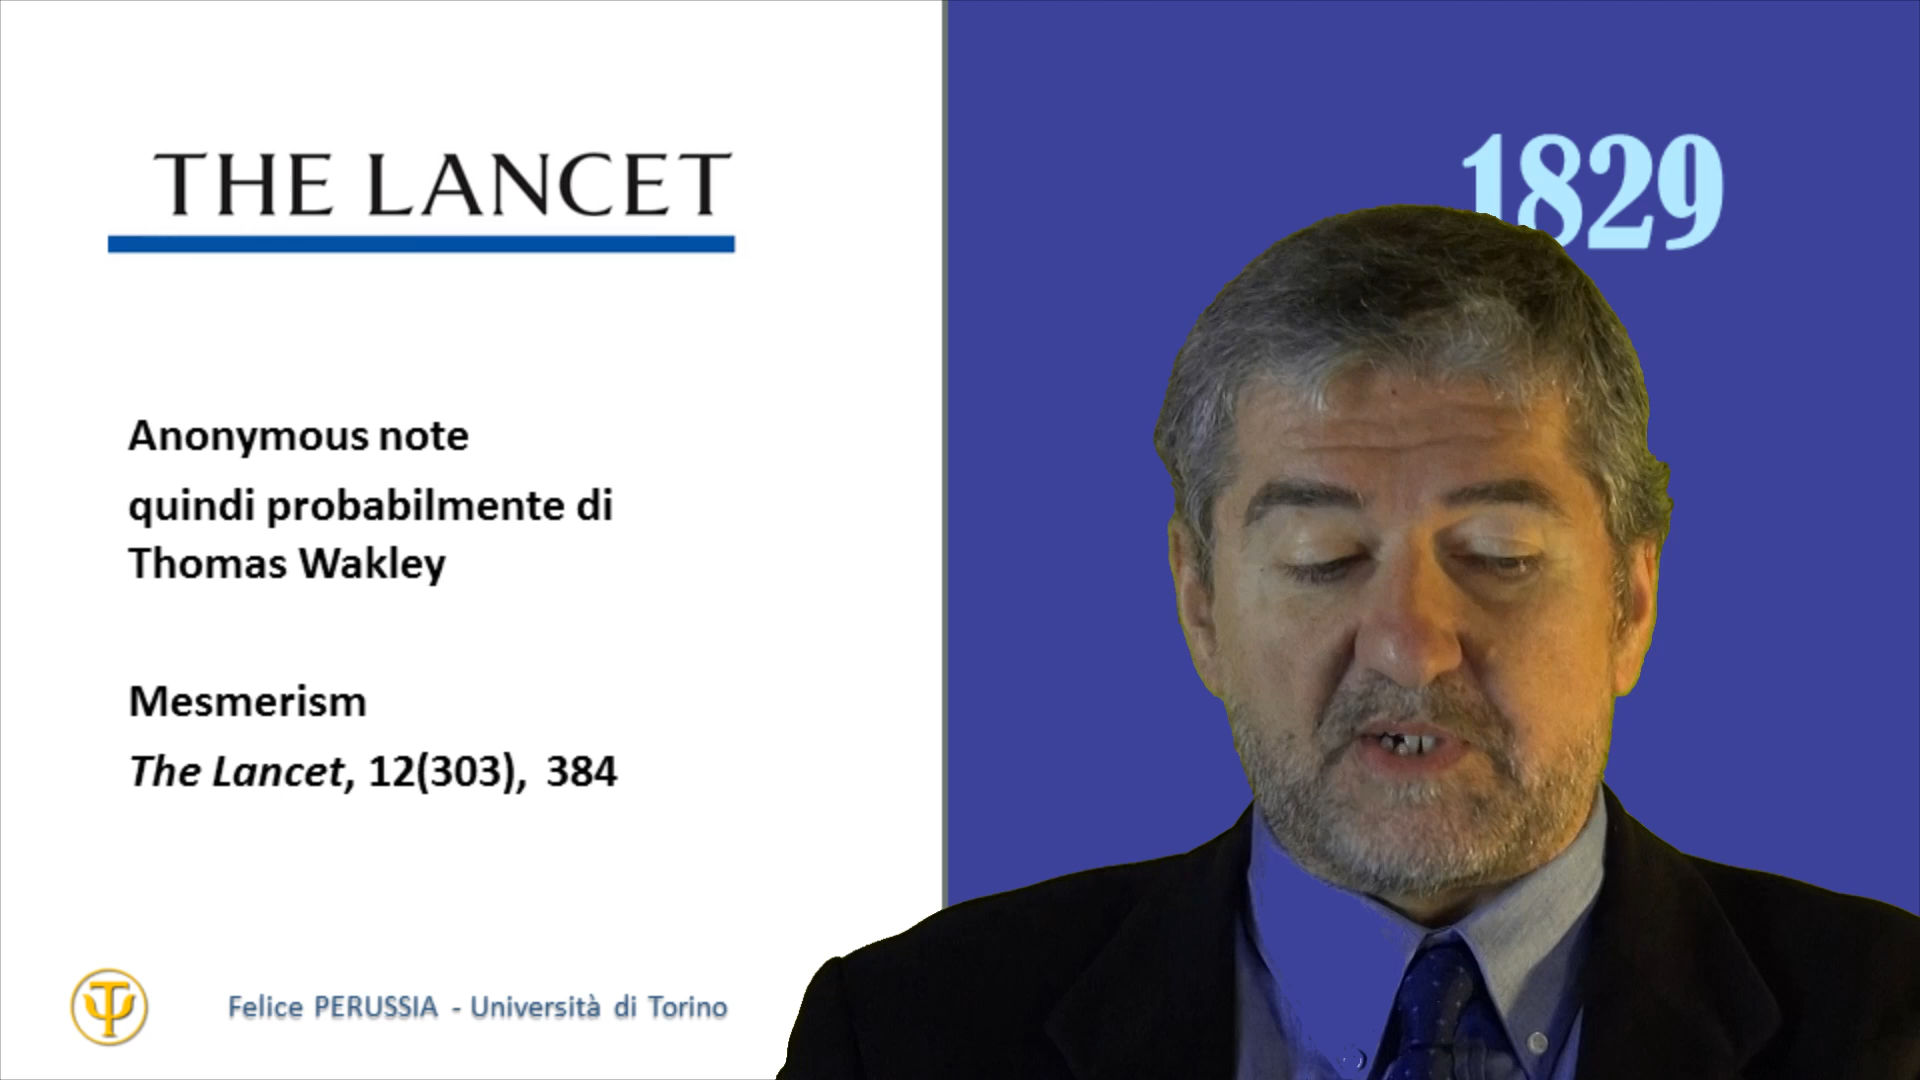 THE LANCET
1829
Anonymous note
quindi probabilmente di
Thomas Wakley
Mesmerism
The Lancet, 12(303), 384
Felice PERUSSIA - Università di Torino